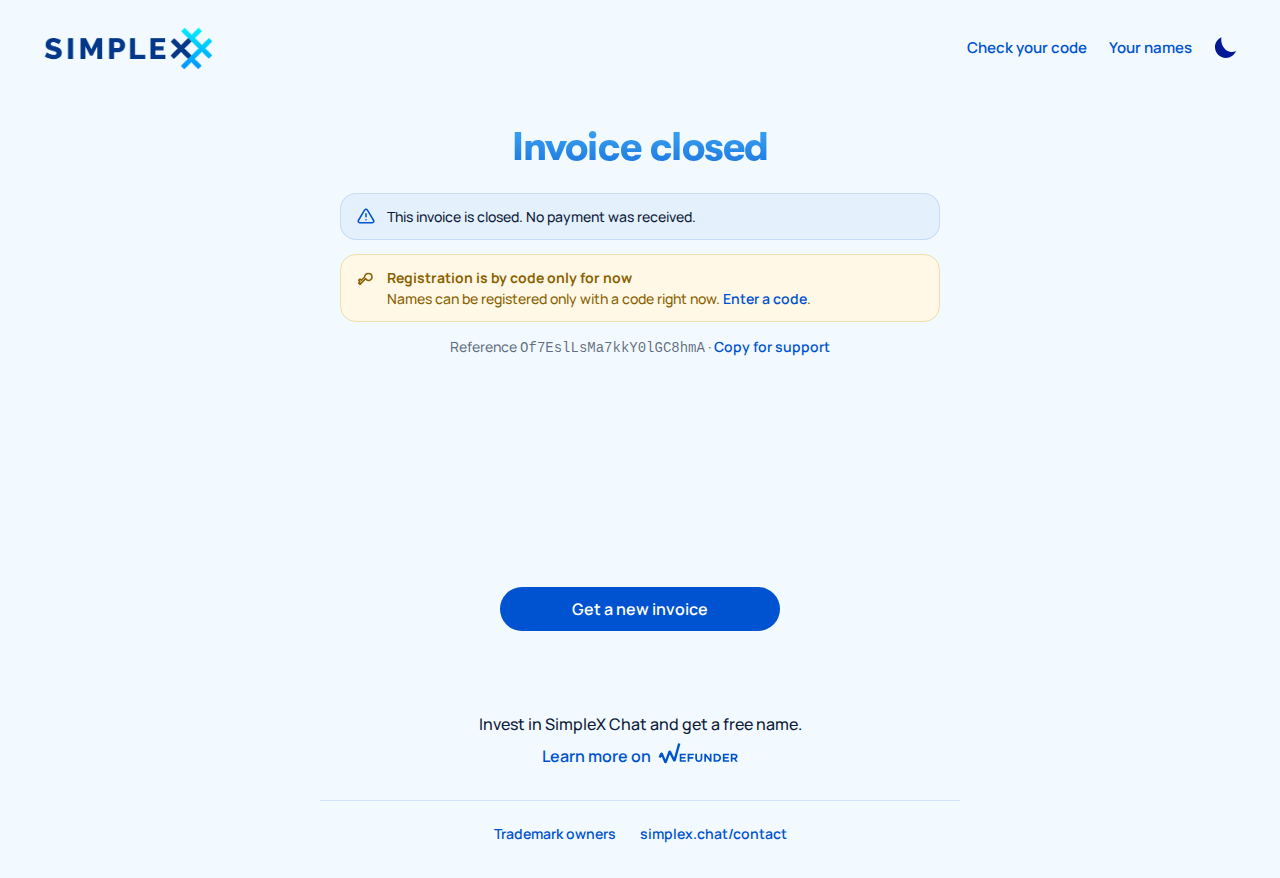 SIMPLEX
Check your code
Your names
Invoice closed
This invoice is closed. No payment was received.
Registration is by code only for now
Names can be registered only with a code right now. Enter a code.
Reference Of7EslLsMa7kkY0lGC8hmA · Copy for support
Get a new invoice
Invest in SimpleX Chat and get a free name.
Learn more on WEFUNDER
Trademark owners
simplex.chat/contact